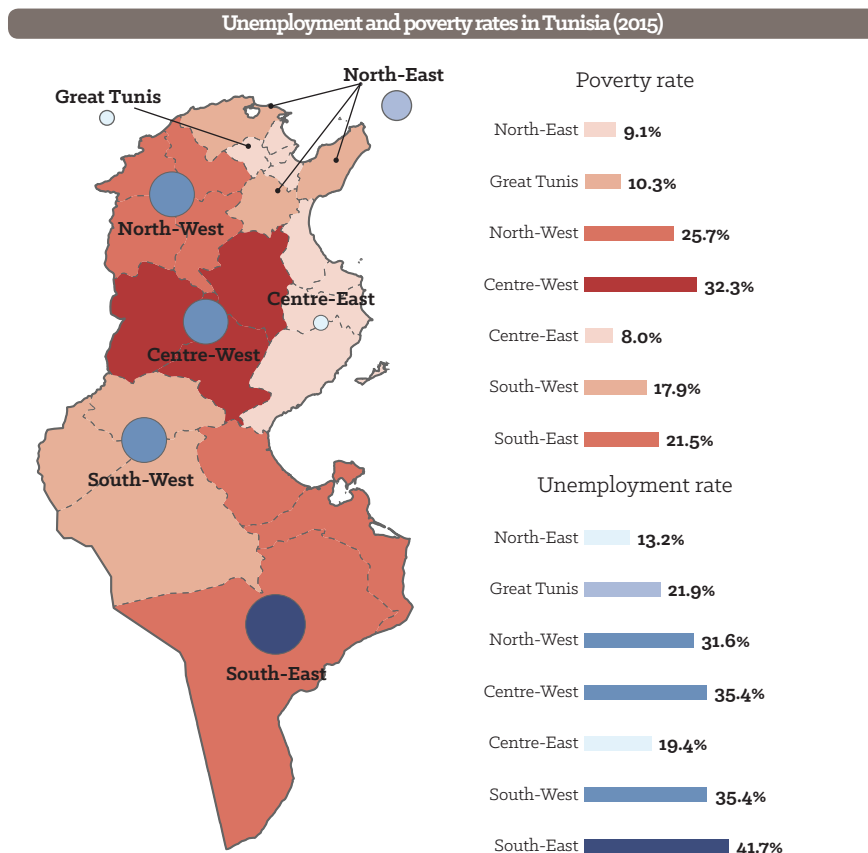 Unemployment and poverty rates in Tunisia (2015)
North-East
Great Tunis
North-West
Centre-East
Centre-West
South-West
South-East
Poverty rate
North-East 9.1%
Great Tunis 10.3%
North-West 25.7%
Centre-West 32.3%
Centre-East 8.0%
South-West 17.9%
South-East 21.5%
Unemployment rate
North-East 13.2%
Great Tunis 21.9%
North-West 31.6%
Centre-West 35.4%
Centre-East 19.4%
South-West 35.4%
South-East 41.7%